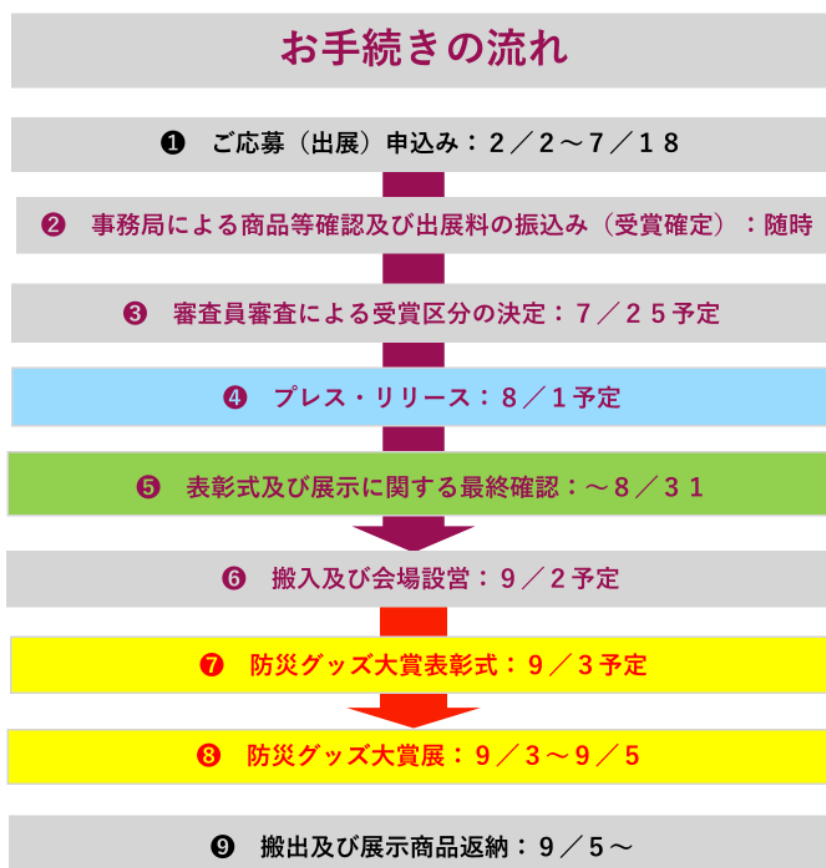 お手続きの流れ
❶ ご応募（出展）申込み：２／２～７／１８
❷ 事務局による商品等確認及び出展料の振込み（受賞確定）：随時
❸ 審査員審査による受賞区分の決定：７／２５予定
❹ プレス・リリース：８／１予定
❺ 表彰式及び展示に関する最終確認：～８／３１
❻ 搬入及び会場設営：９／２予定
❼ 防災グッズ大賞表彰式：９／３予定
❽ 防災グッズ大賞展：９／３～９／５
❾ 搬出及び展示商品返納：９／５～